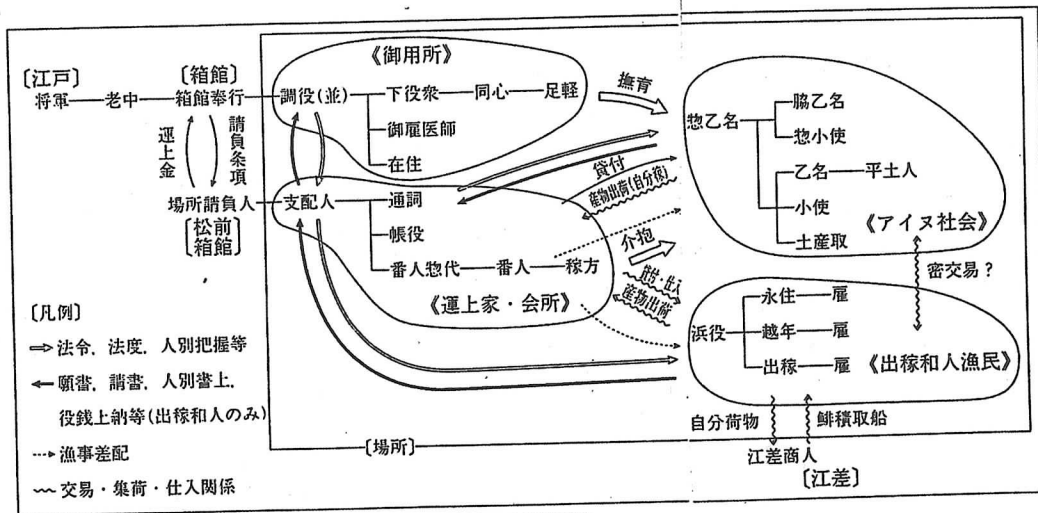 〔江戸〕
将軍
老中
〔箱館〕
箱館奉行
運上金
請負条項
場所請負人
〔松前
箱館〕
《御用所》
調役(並)
下役衆
同心
足軽
御雇医師
在住
支配人
通詞
帳役
番人惣代
番人
稼方
《運上家・会所》
撫育
貸付
産物出荷(自分稼)
介抱
貸付・仕入
産物出荷
惣乙名
脇乙名
惣小使
乙名
平土人
小使
土産取
《アイヌ社会》
密交易?
浜役
永住
雇
越年
雇
出稼
雇
《出稼和人漁民》
自分荷物
鯡積取船
江差商人
〔江差〕
〔場所〕
〔凡例〕
法令, 法度, 人別把握等
願書, 請書, 人別書上,
役銭上納等(出稼和人のみ)
漁事差配
交易・集荷・仕入関係